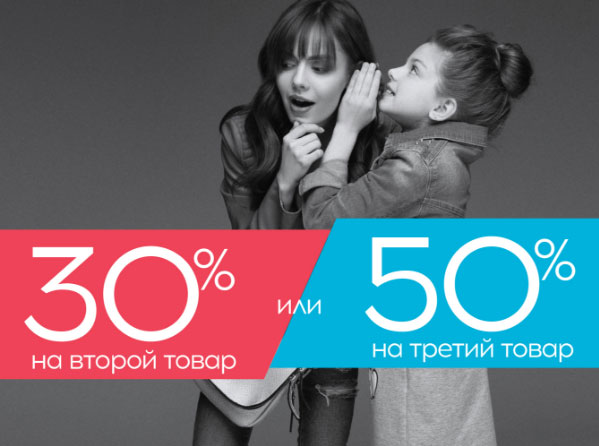 30%
на второй товар
или
50%
на третий товар